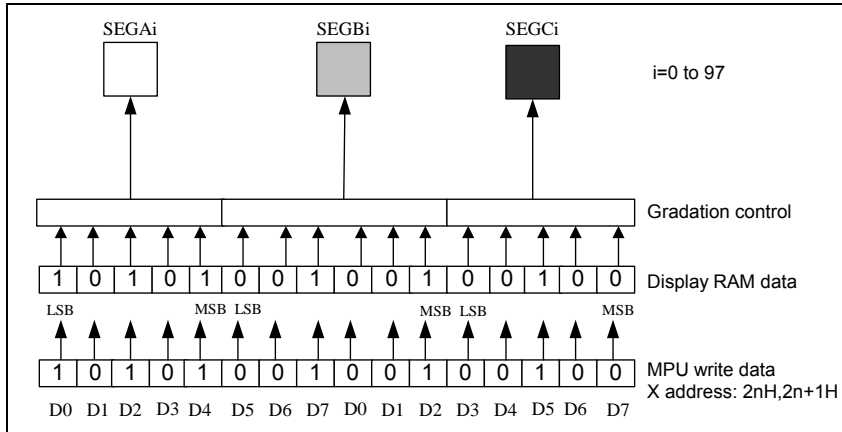 SEGAi SEGBi SEGCi
i=0 to 97
Gradation control
1 0 1 0 1 0 0 1 0 0 1 0 0 1 0 0
Display RAM data
LSB MSB LSB MSB LSB MSB
1 0 1 0 1 0 0 1 0 0 1 0 0 1 0 0
MPU write data
X address: 2nH,2n+1H
D0 D1 D2 D3 D4 D5 D6 D7 D0 D1 D2 D3 D4 D5 D6 D7